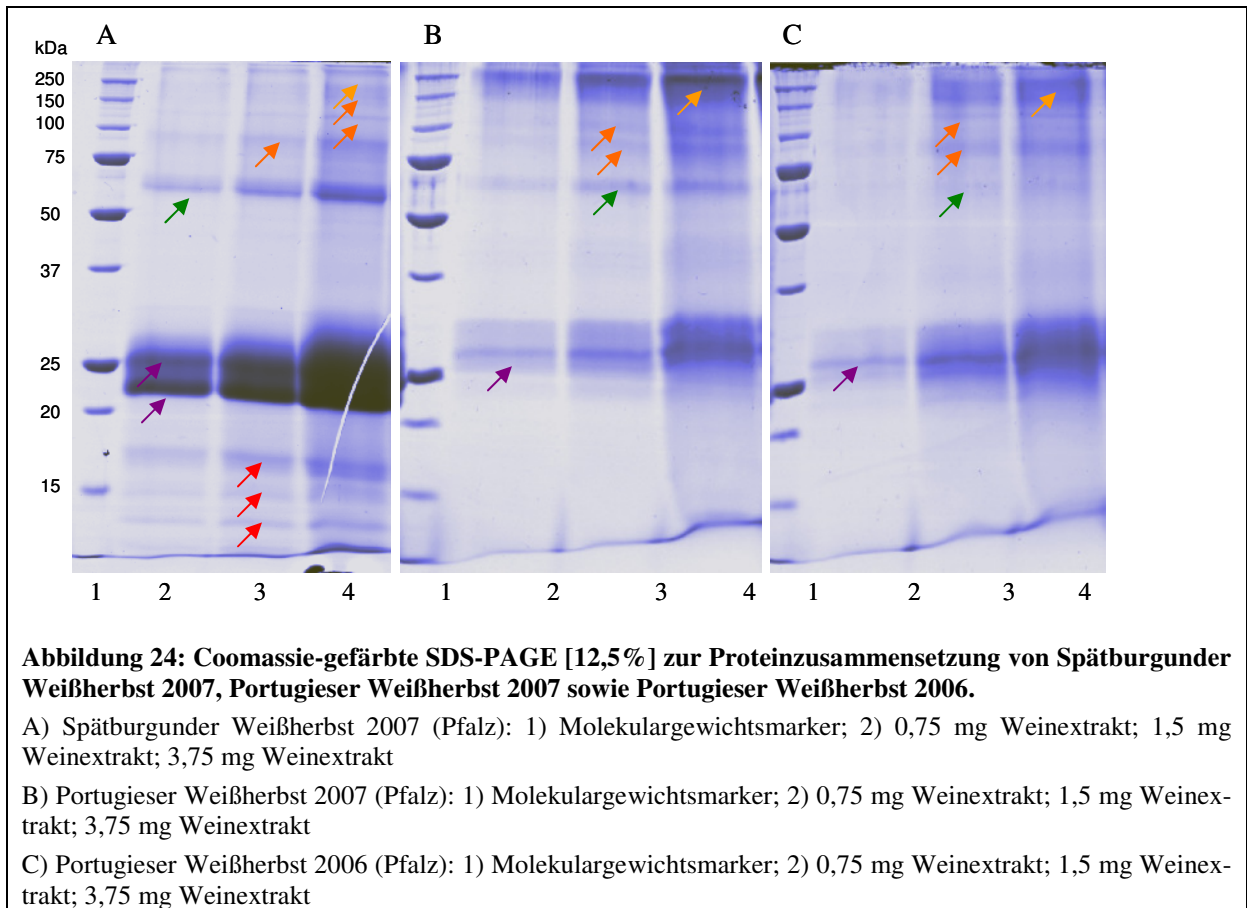 A
B
C
kDa
250
150
100
75
50
37
25
20
15
1 2 3 4 1 2 3 4 1 2 3 4
Abbildung 24: Coomassie-gefärbte SDS-PAGE [12,5%] zur Proteinzusammensetzung von Spätburgunder
Weißherbst 2007, Portugieser Weißherbst 2007 sowie Portugieser Weißherbst 2006.
A) Spätburgunder Weißherbst 2007 (Pfalz): 1) Molekulargewichtsmarker; 2) 0,75 mg Weinextrakt; 1,5 mg
Weinextrakt; 3,75 mg Weinextrakt
B) Portugieser Weißherbst 2007 (Pfalz): 1) Molekulargewichtsmarker; 2) 0,75 mg Weinextrakt; 1,5 mg Weinex-
trakt; 3,75 mg Weinextrakt
C) Portugieser Weißherbst 2006 (Pfalz): 1) Molekulargewichtsmarker; 2) 0,75 mg Weinextrakt; 1,5 mg Weinex-
trakt; 3,75 mg Weinextrakt